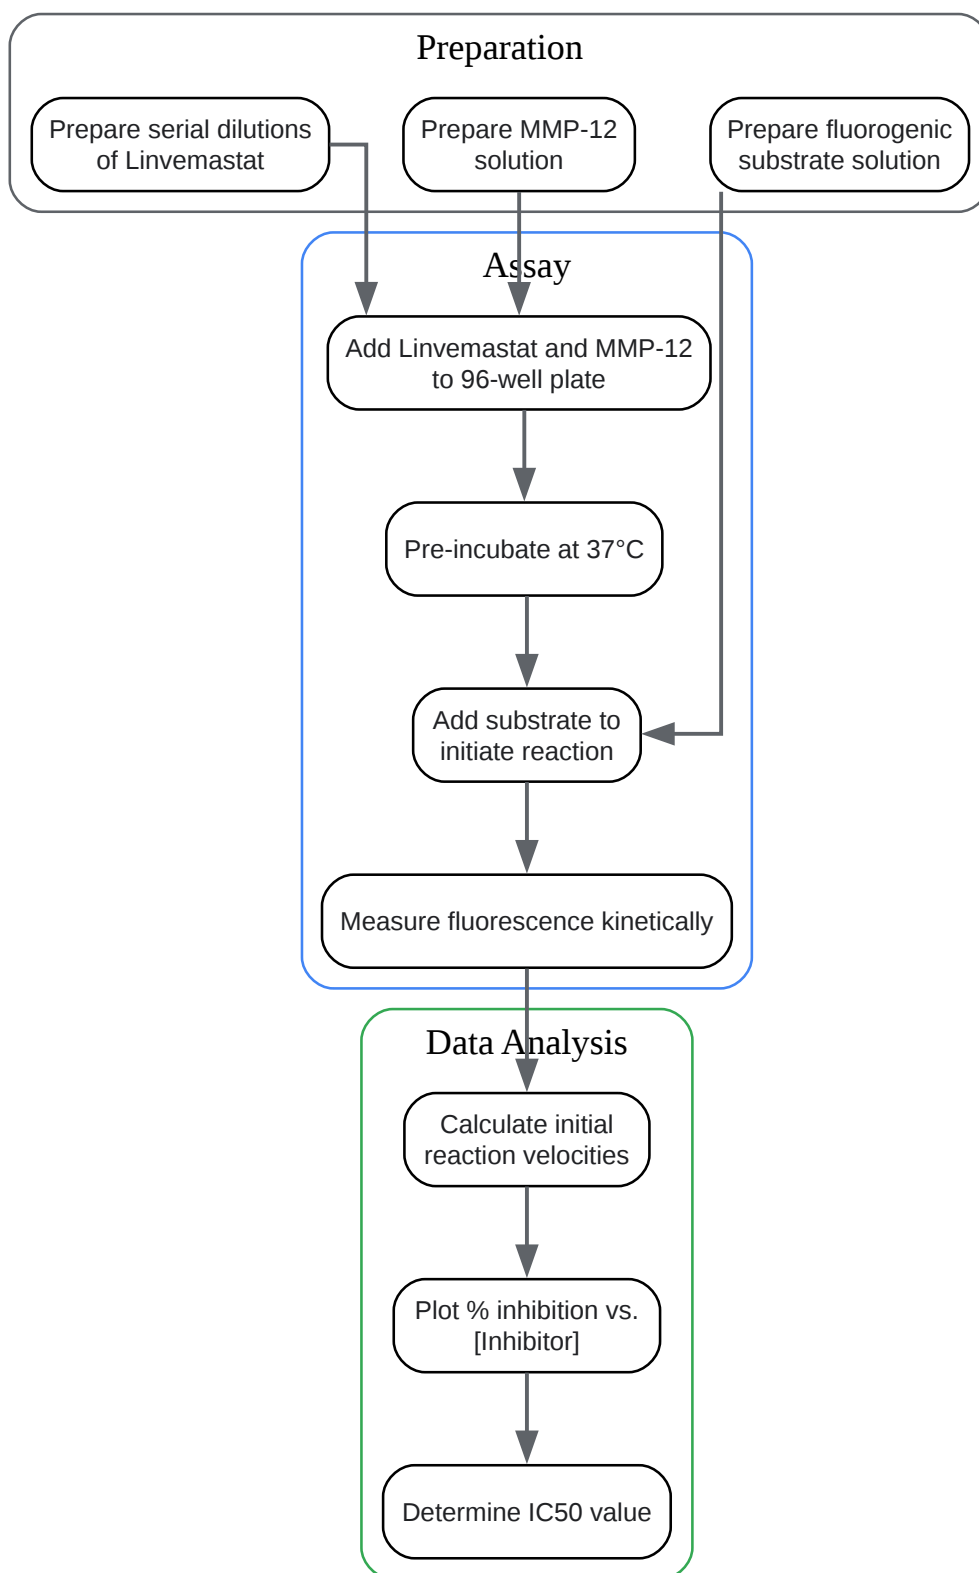 Preparation
Prepare serial dilutions
of Linvemastat
Prepare MMP-12
solution
Prepare fluorogenic
substrate solution
Assay
Add Linvemastat and MMP-12
to 96-well plate
Pre-incubate at 37°C
Add substrate to
initiate reaction
Measure fluorescence kinetically
Data Analysis
Calculate initial
reaction velocities
Plot % inhibition vs.
[Inhibitor]
Determine IC50 value